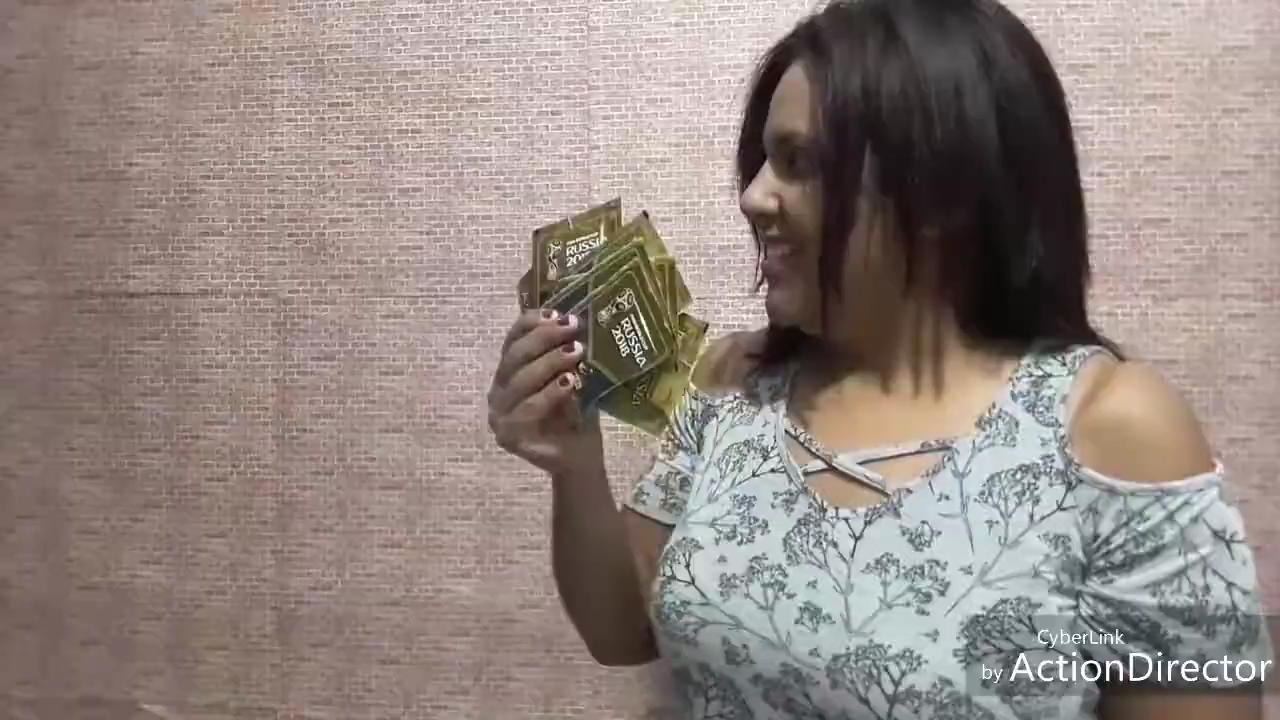 RUSSIA
2018
RUSSIA
2018
CyberLink
by ActionDirector